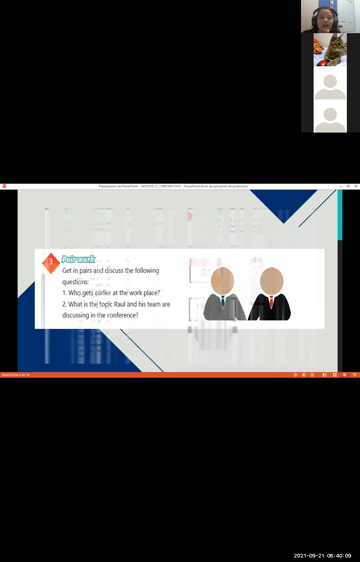 3
Pair work
Get in pairs and discuss the following
questions:
1. Who gets earlier at the work place?
2. What is the topic Raul and his team are
discussing in the conference?
2021-09-21 06:40:09